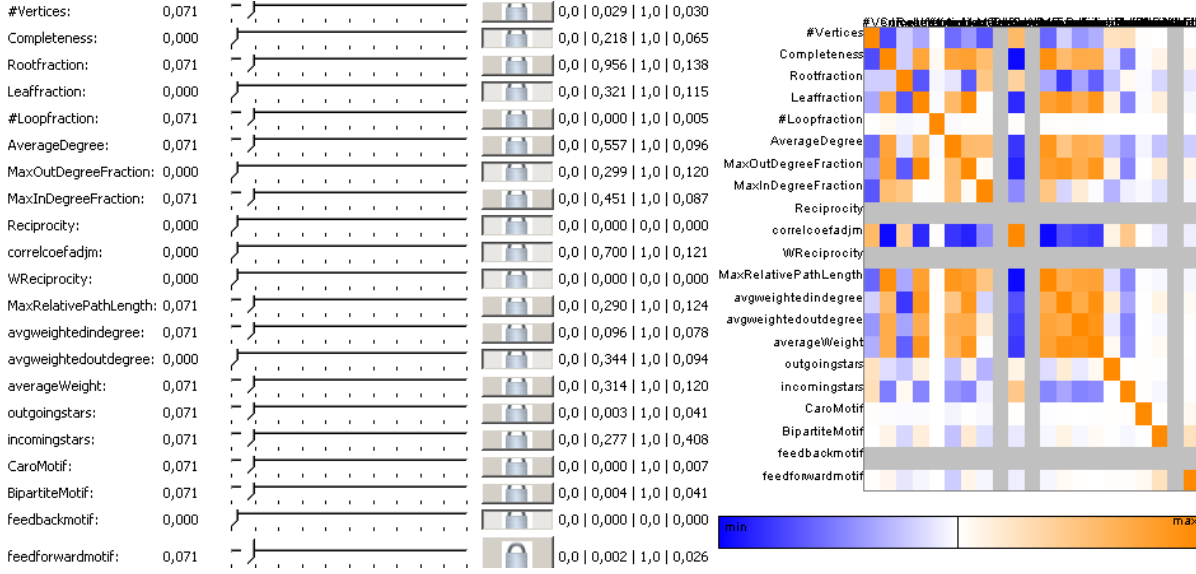 #Vertices: 0,071 0,0 | 0,029 | 1,0 | 0,030
Completeness: 0,000 0,0 | 0,218 | 1,0 | 0,065
Rootfraction: 0,071 0,0 | 0,956 | 1,0 | 0,138
Leaffraction: 0,000 0,0 | 0,321 | 1,0 | 0,115
#Loopfraction: 0,071 0,0 | 0,000 | 1,0 | 0,005
AverageDegree: 0,071 0,0 | 0,557 | 1,0 | 0,096
MaxOutDegreeFraction: 0,000 0,0 | 0,299 | 1,0 | 0,120
MaxInDegreeFraction: 0,071 0,0 | 0,451 | 1,0 | 0,087
Reciprocity: 0,000 0,0 | 0,000 | 0,0 | 0,000
correlcoefadjm: 0,000 0,0 | 0,700 | 1,0 | 0,121
WReciprocity: 0,000 0,0 | 0,000 | 0,0 | 0,000
MaxRelativePathLength: 0,071 0,0 | 0,290 | 1,0 | 0,124
avgweightedindegree: 0,071 0,0 | 0,096 | 1,0 | 0,078
avgweightedoutdegree: 0,000 0,0 | 0,344 | 1,0 | 0,094
averageWeight: 0,071 0,0 | 0,314 | 1,0 | 0,120
outgoingstars: 0,071 0,0 | 0,003 | 1,0 | 0,041
incomingstars: 0,071 0,0 | 0,277 | 1,0 | 0,408
CaroMotif: 0,071 0,0 | 0,000 | 1,0 | 0,007
BipartiteMotif: 0,071 0,0 | 0,004 | 1,0 | 0,041
feedbackmotif: 0,000 0,0 | 0,000 | 0,0 | 0,000
feedforwardmotif: 0,071 0,0 | 0,002 | 1,0 | 0,026
#Vertices
Completeness
Rootfraction
Leaffraction
#Loopfraction
AverageDegree
MaxOutDegreeFraction
MaxInDegreeFraction
Reciprocity
correlcoefadjm
WReciprocity
MaxRelativePathLength
avgweightedindegree
avgweightedoutdegree
averageWeight
outgoingstars
incomingstars
CaroMotif
BipartiteMotif
feedbackmotif
feedforwardmotif
min max